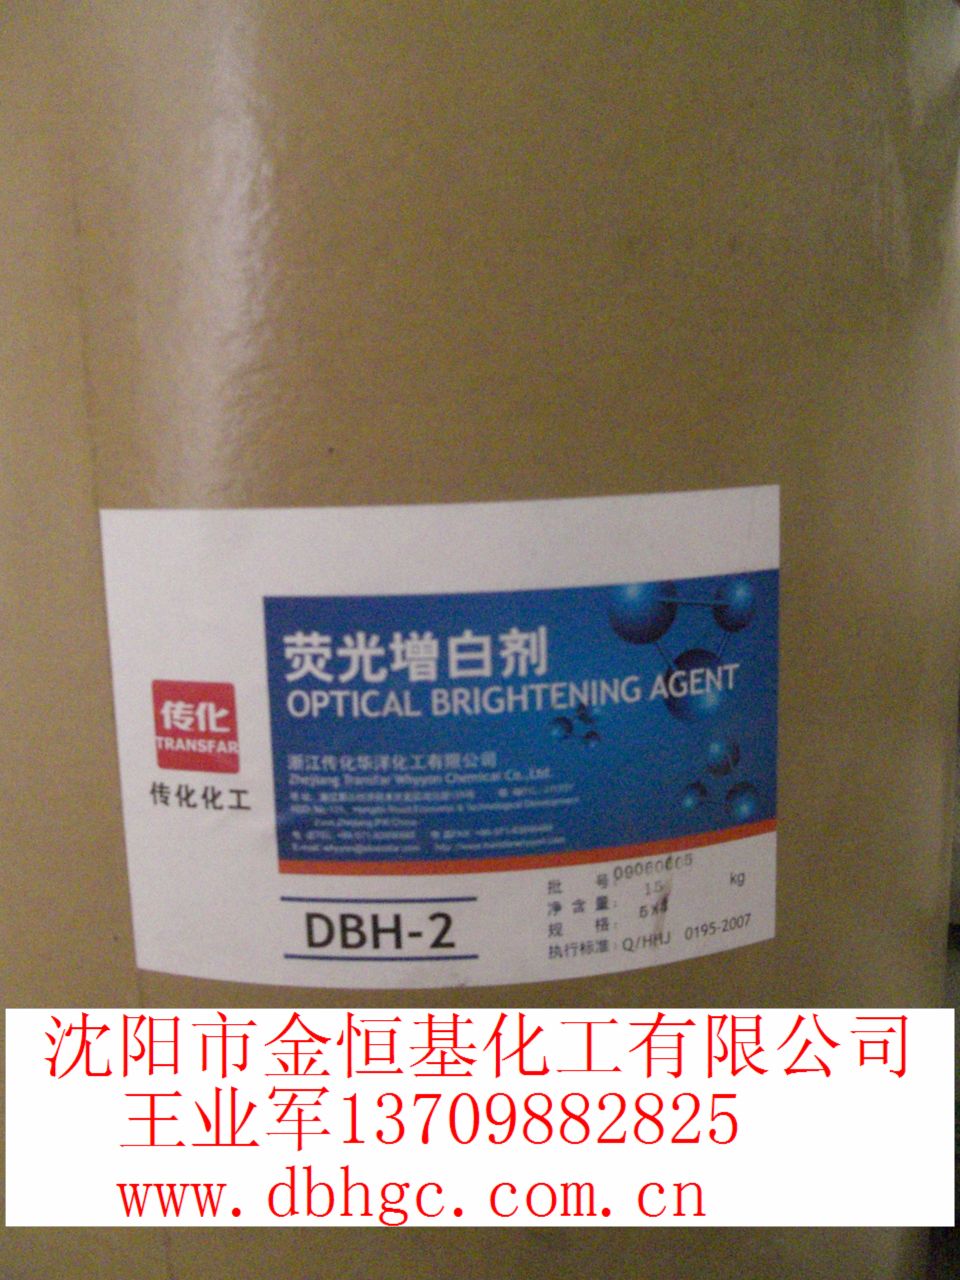 荧光增白剂
OPTICAL BRIGHTENING AGENT
传化
TRANSFAR
传化化工
浙江传化华洋化工有限公司
Zhejiang Transfar Whyyon Chemical Co.,Ltd.
DBH-2
批 号:
净含量: 15 kg
规 格:
执行标准: Q/HHJ 0195-2007
沈阳市金恒基化工有限公司
王业军13709882825
www.dbhgc.com.cn